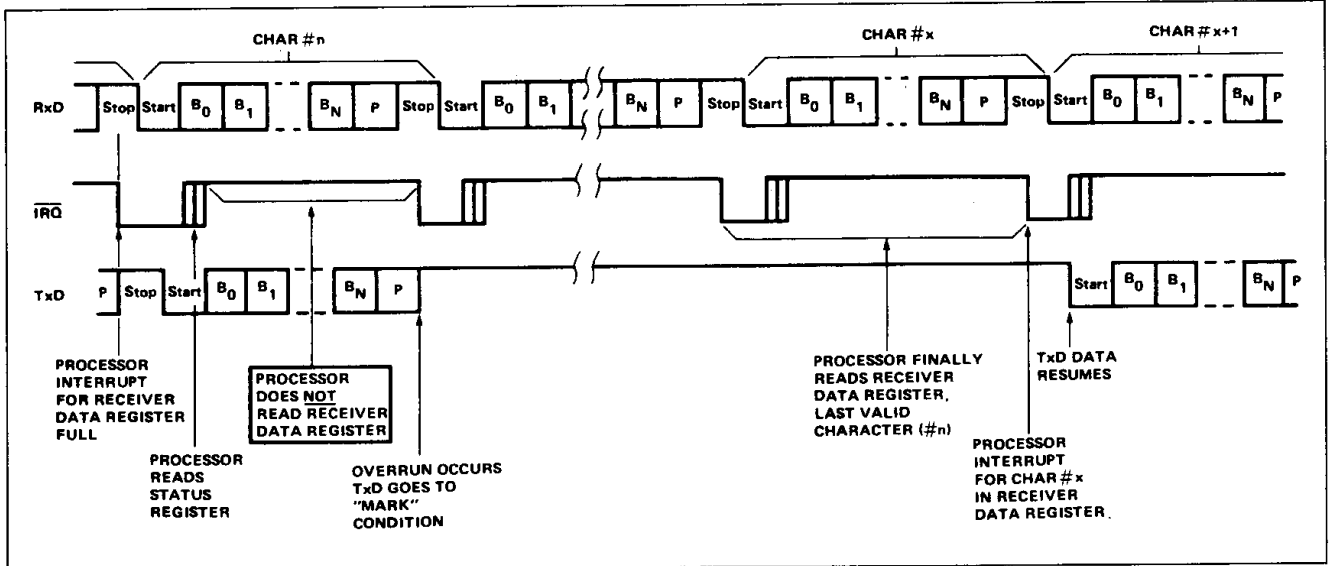 CHAR #n
CHAR #x
CHAR #x+1
RxD
Stop Start B0 B1 BN P Stop Start B0 B1 BN P Stop Start B0 B1 BN P Stop Start B0 B1 BN P
IRQ
TxD
P Stop Start B0 B1 BN P
Start B0 B1 BN P
PROCESSOR
INTERRUPT
FOR RECEIVER
DATA REGISTER
FULL
PROCESSOR
READS
STATUS
REGISTER
PROCESSOR
DOES NOT
READ RECEIVER
DATA REGISTER
OVERRUN OCCURS
TxD GOES TO
"MARK"
CONDITION
PROCESSOR FINALLY
READS RECEIVER
DATA REGISTER,
LAST VALID
CHARACTER (#n)
PROCESSOR
INTERRUPT
FOR CHAR #x
IN RECEIVER
DATA REGISTER.
TxD DATA
RESUMES